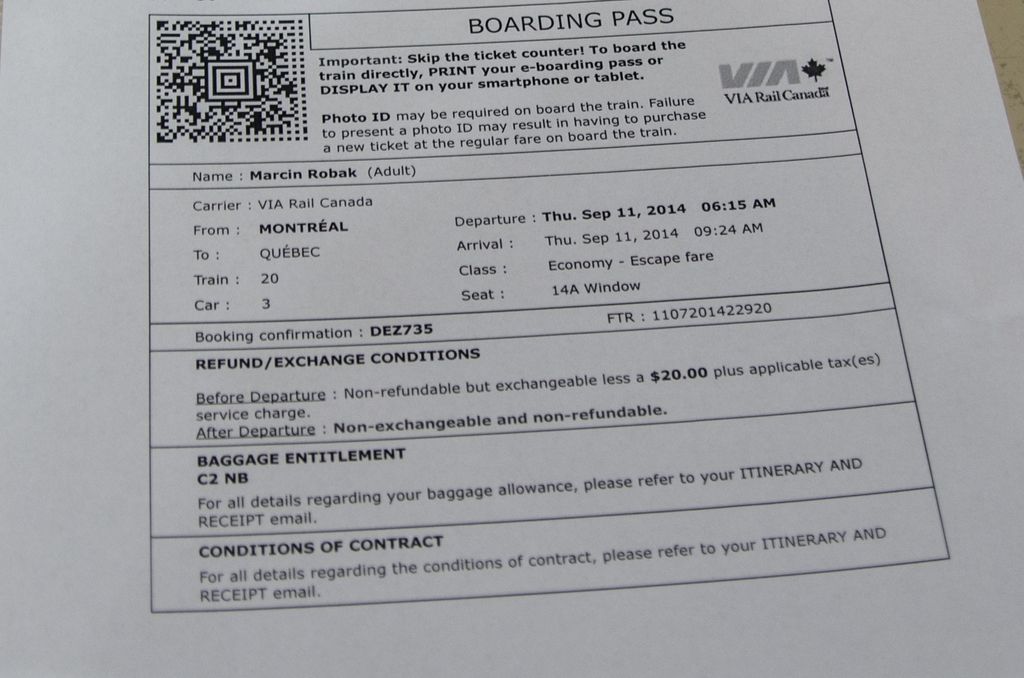 BOARDING PASS
Important: Skip the ticket counter! To board the
train directly, PRINT your e-boarding pass or
DISPLAY IT on your smartphone or tablet.
Photo ID may be required on board the train. Failure
to present a photo ID may result in having to purchase
a new ticket at the regular fare on board the train.
VIA™
VIA Rail Canada
Name : Marcin Robak (Adult)
Carrier : VIA Rail Canada
From : MONTRÉAL
To : QUÉBEC
Train : 20
Car : 3
Departure : Thu. Sep 11, 2014 06:15 AM
Arrival : Thu. Sep 11, 2014 09:24 AM
Class : Economy - Escape fare
Seat : 14A Window
Booking confirmation : DEZ735
FTR : 1107201422920
REFUND/EXCHANGE CONDITIONS
Before Departure : Non-refundable but exchangeable less a $20.00 plus applicable tax(es)
service charge.
After Departure : Non-exchangeable and non-refundable.
BAGGAGE ENTITLEMENT
C2 NB
For all details regarding your baggage allowance, please refer to your ITINERARY AND
RECEIPT email.
CONDITIONS OF CONTRACT
For all details regarding the conditions of contract, please refer to your ITINERARY AND
RECEIPT email.